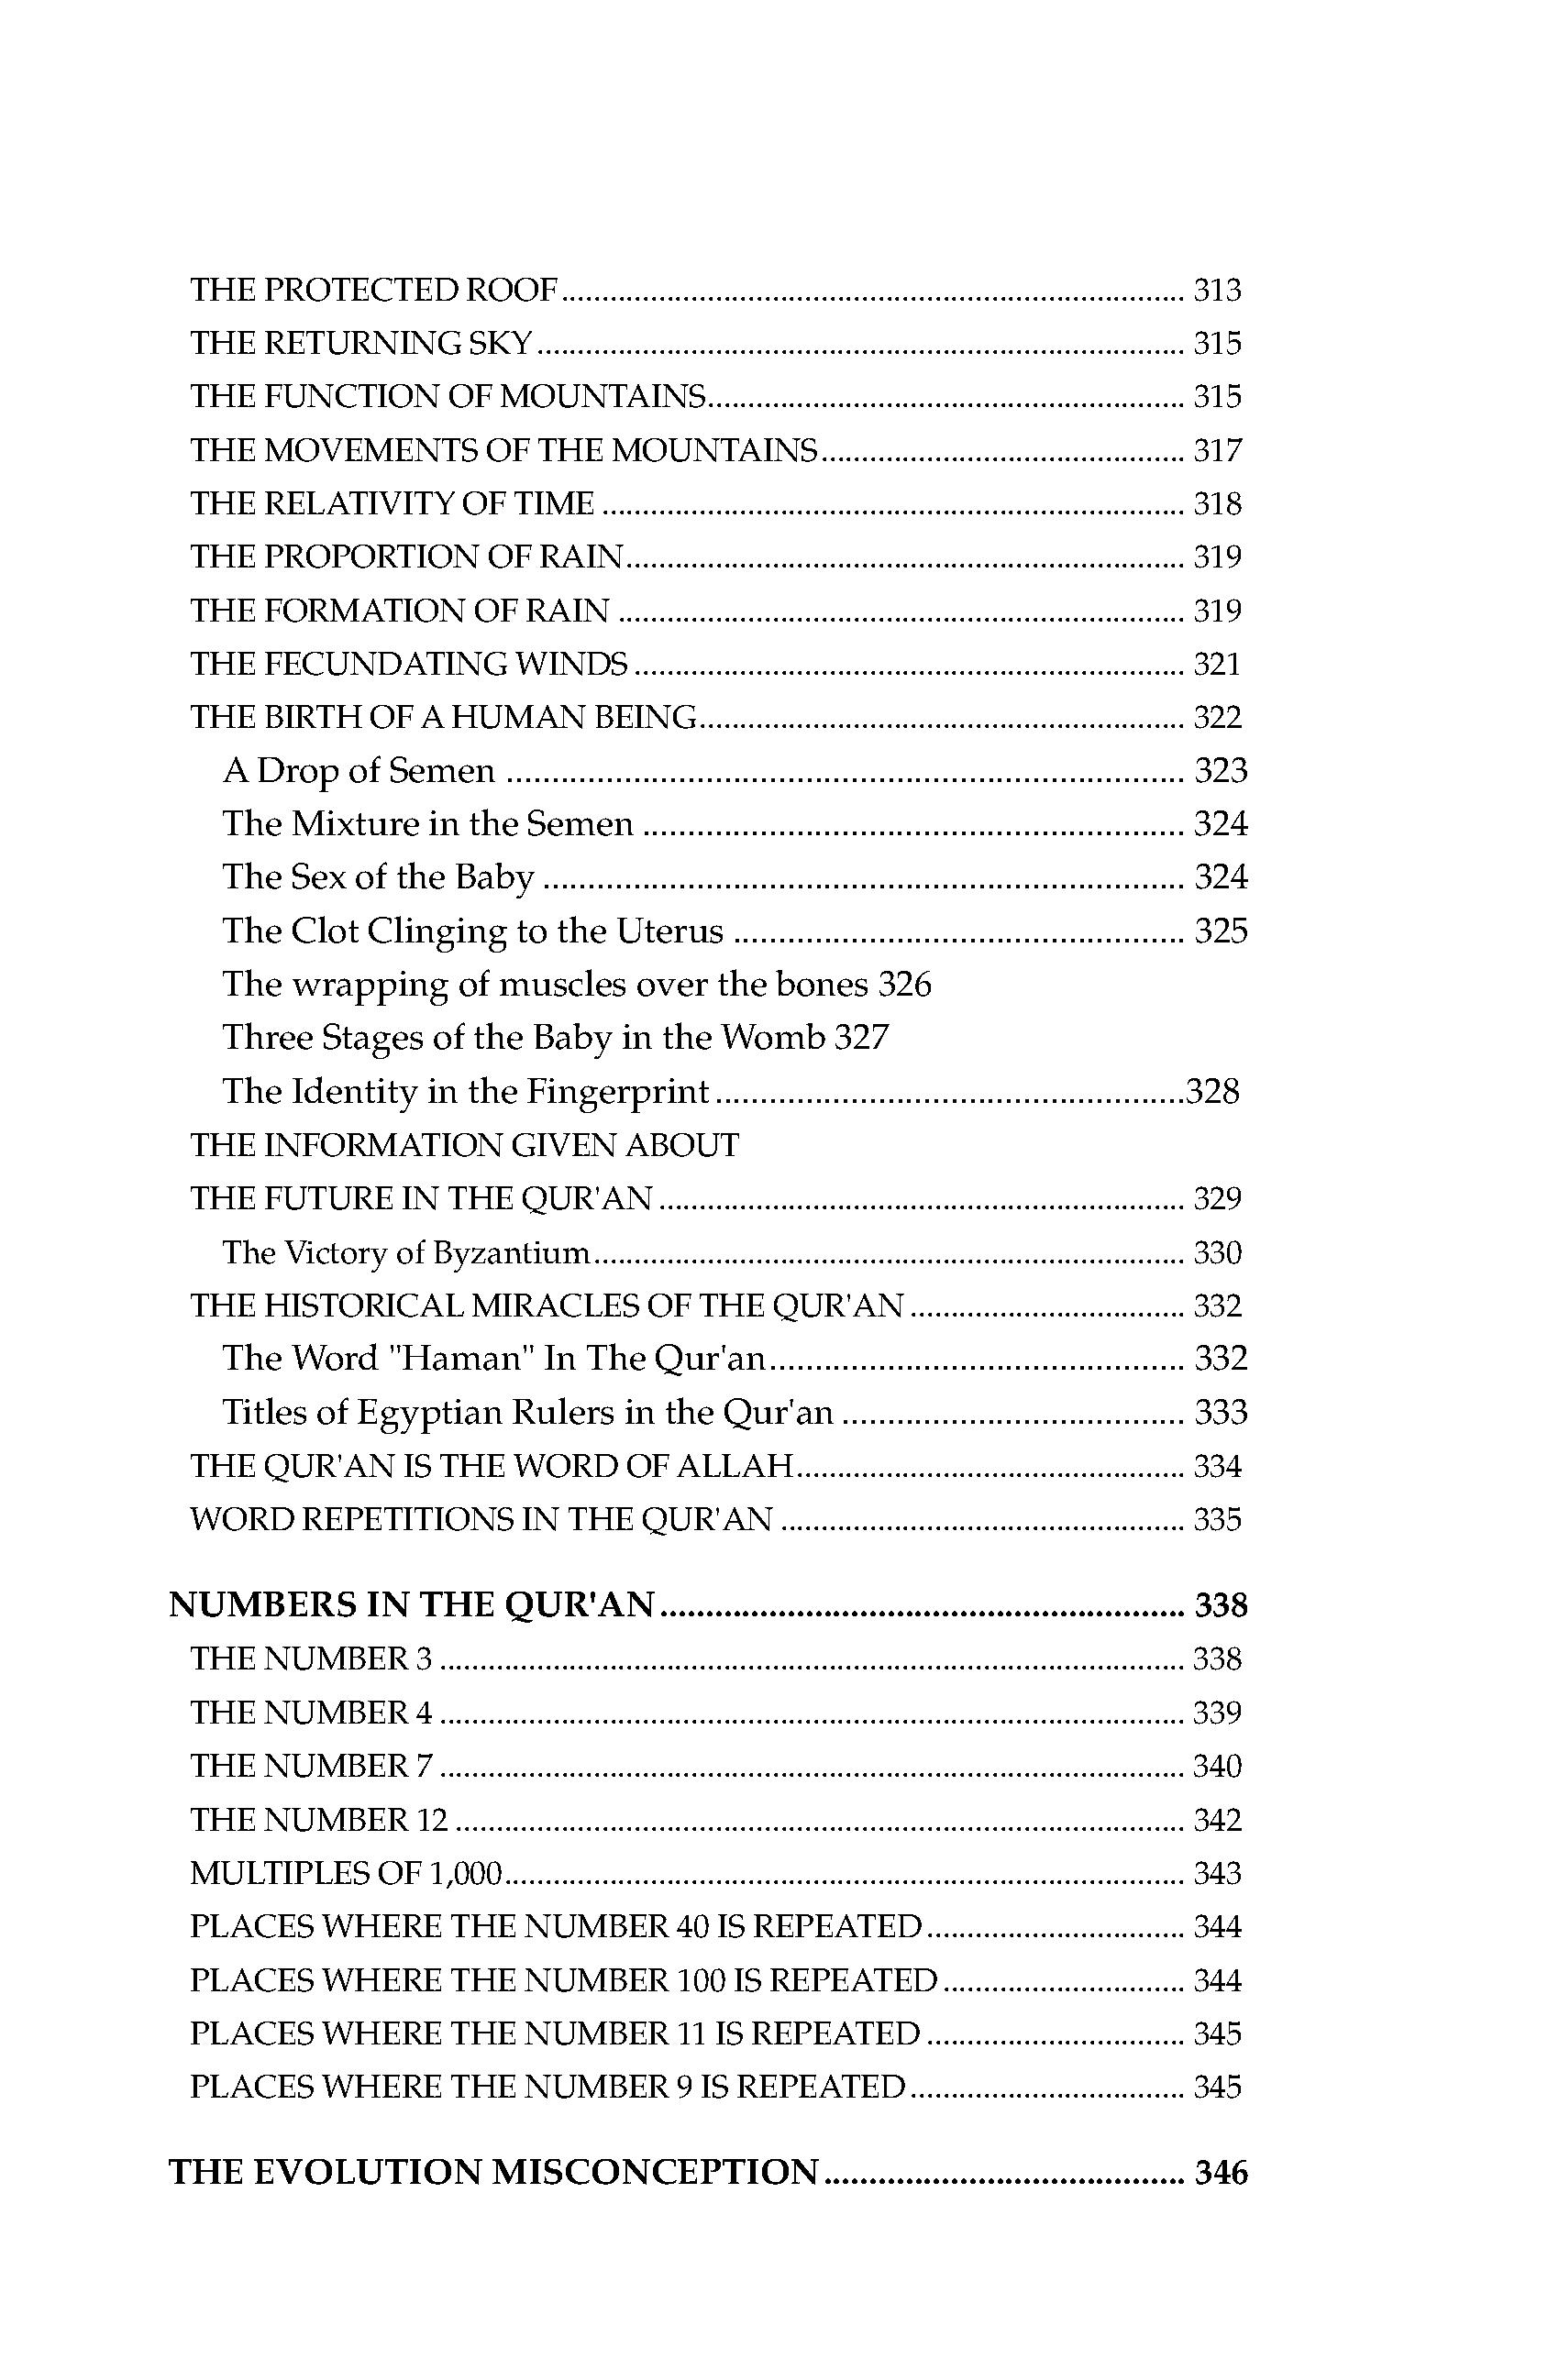 THE PROTECTED ROOF............................................................................ 313
THE RETURNING SKY............................................................................... 315
THE FUNCTION OF MOUNTAINS.......................................................... 315
THE MOVEMENTS OF THE MOUNTAINS............................................ 317
THE RELATIVITY OF TIME ....................................................................... 318
THE PROPORTION OF RAIN.................................................................... 319
THE FORMATION OF RAIN ..................................................................... 319
THE FECUNDATING WINDS ................................................................... 321
THE BIRTH OF A HUMAN BEING........................................................... 322
A Drop of Semen ........................................................................... 323
The Mixture in the Semen ............................................................ 324
The Sex of the Baby ....................................................................... 324
The Clot Clinging to the Uterus .................................................. 325
The wrapping of muscles over the bones 326
Three Stages of the Baby in the Womb 327
The Identity in the Fingerprint....................................................328
THE INFORMATION GIVEN ABOUT
THE FUTURE IN THE QUR'AN ................................................................ 329
The Victory of Byzantium........................................................................ 330
THE HISTORICAL MIRACLES OF THE QUR'AN .................................. 332
The Word "Haman" In The Qur'an.............................................. 332
Titles of Egyptian Rulers in the Qur'an ...................................... 333
THE QUR'AN IS THE WORD OF ALLAH................................................ 334
WORD REPETITIONS IN THE QUR'AN ................................................. 335
NUMBERS IN THE QUR'AN.......................................................... 338
THE NUMBER 3 ........................................................................................... 338
THE NUMBER 4 ........................................................................................... 339
THE NUMBER 7 ........................................................................................... 340
THE NUMBER 12 ......................................................................................... 342
MULTIPLES OF 1,000................................................................................... 343
PLACES WHERE THE NUMBER 40 IS REPEATED................................ 344
PLACES WHERE THE NUMBER 100 IS REPEATED.............................. 344
PLACES WHERE THE NUMBER 11 IS REPEATED ................................ 345
PLACES WHERE THE NUMBER 9 IS REPEATED.................................. 345
THE EVOLUTION MISCONCEPTION........................................ 346